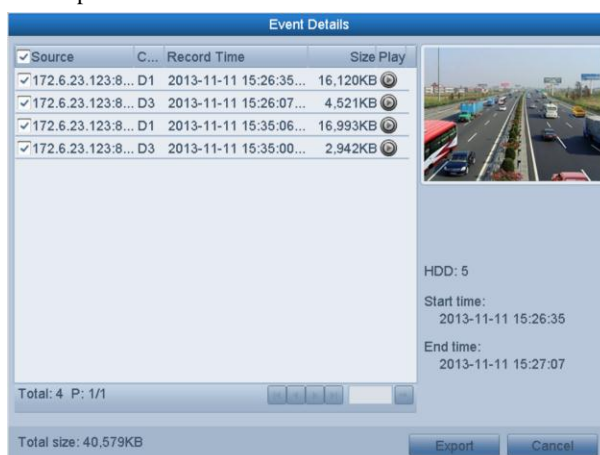 Event Details
Source C... Record Time Size Play
172.6.23.123:8... D1 2013-11-11 15:26:35... 16,120KB
172.6.23.123:8... D3 2013-11-11 15:26:07... 4,521KB
172.6.23.123:8... D1 2013-11-11 15:35:06... 16,993KB
172.6.23.123:8... D3 2013-11-11 15:35:00... 2,942KB
HDD: 5
Start time:
2013-11-11 15:26:35
End time:
2013-11-11 15:27:07
Total: 4 P: 1/1
Total size: 40,579KB
Export Cancel